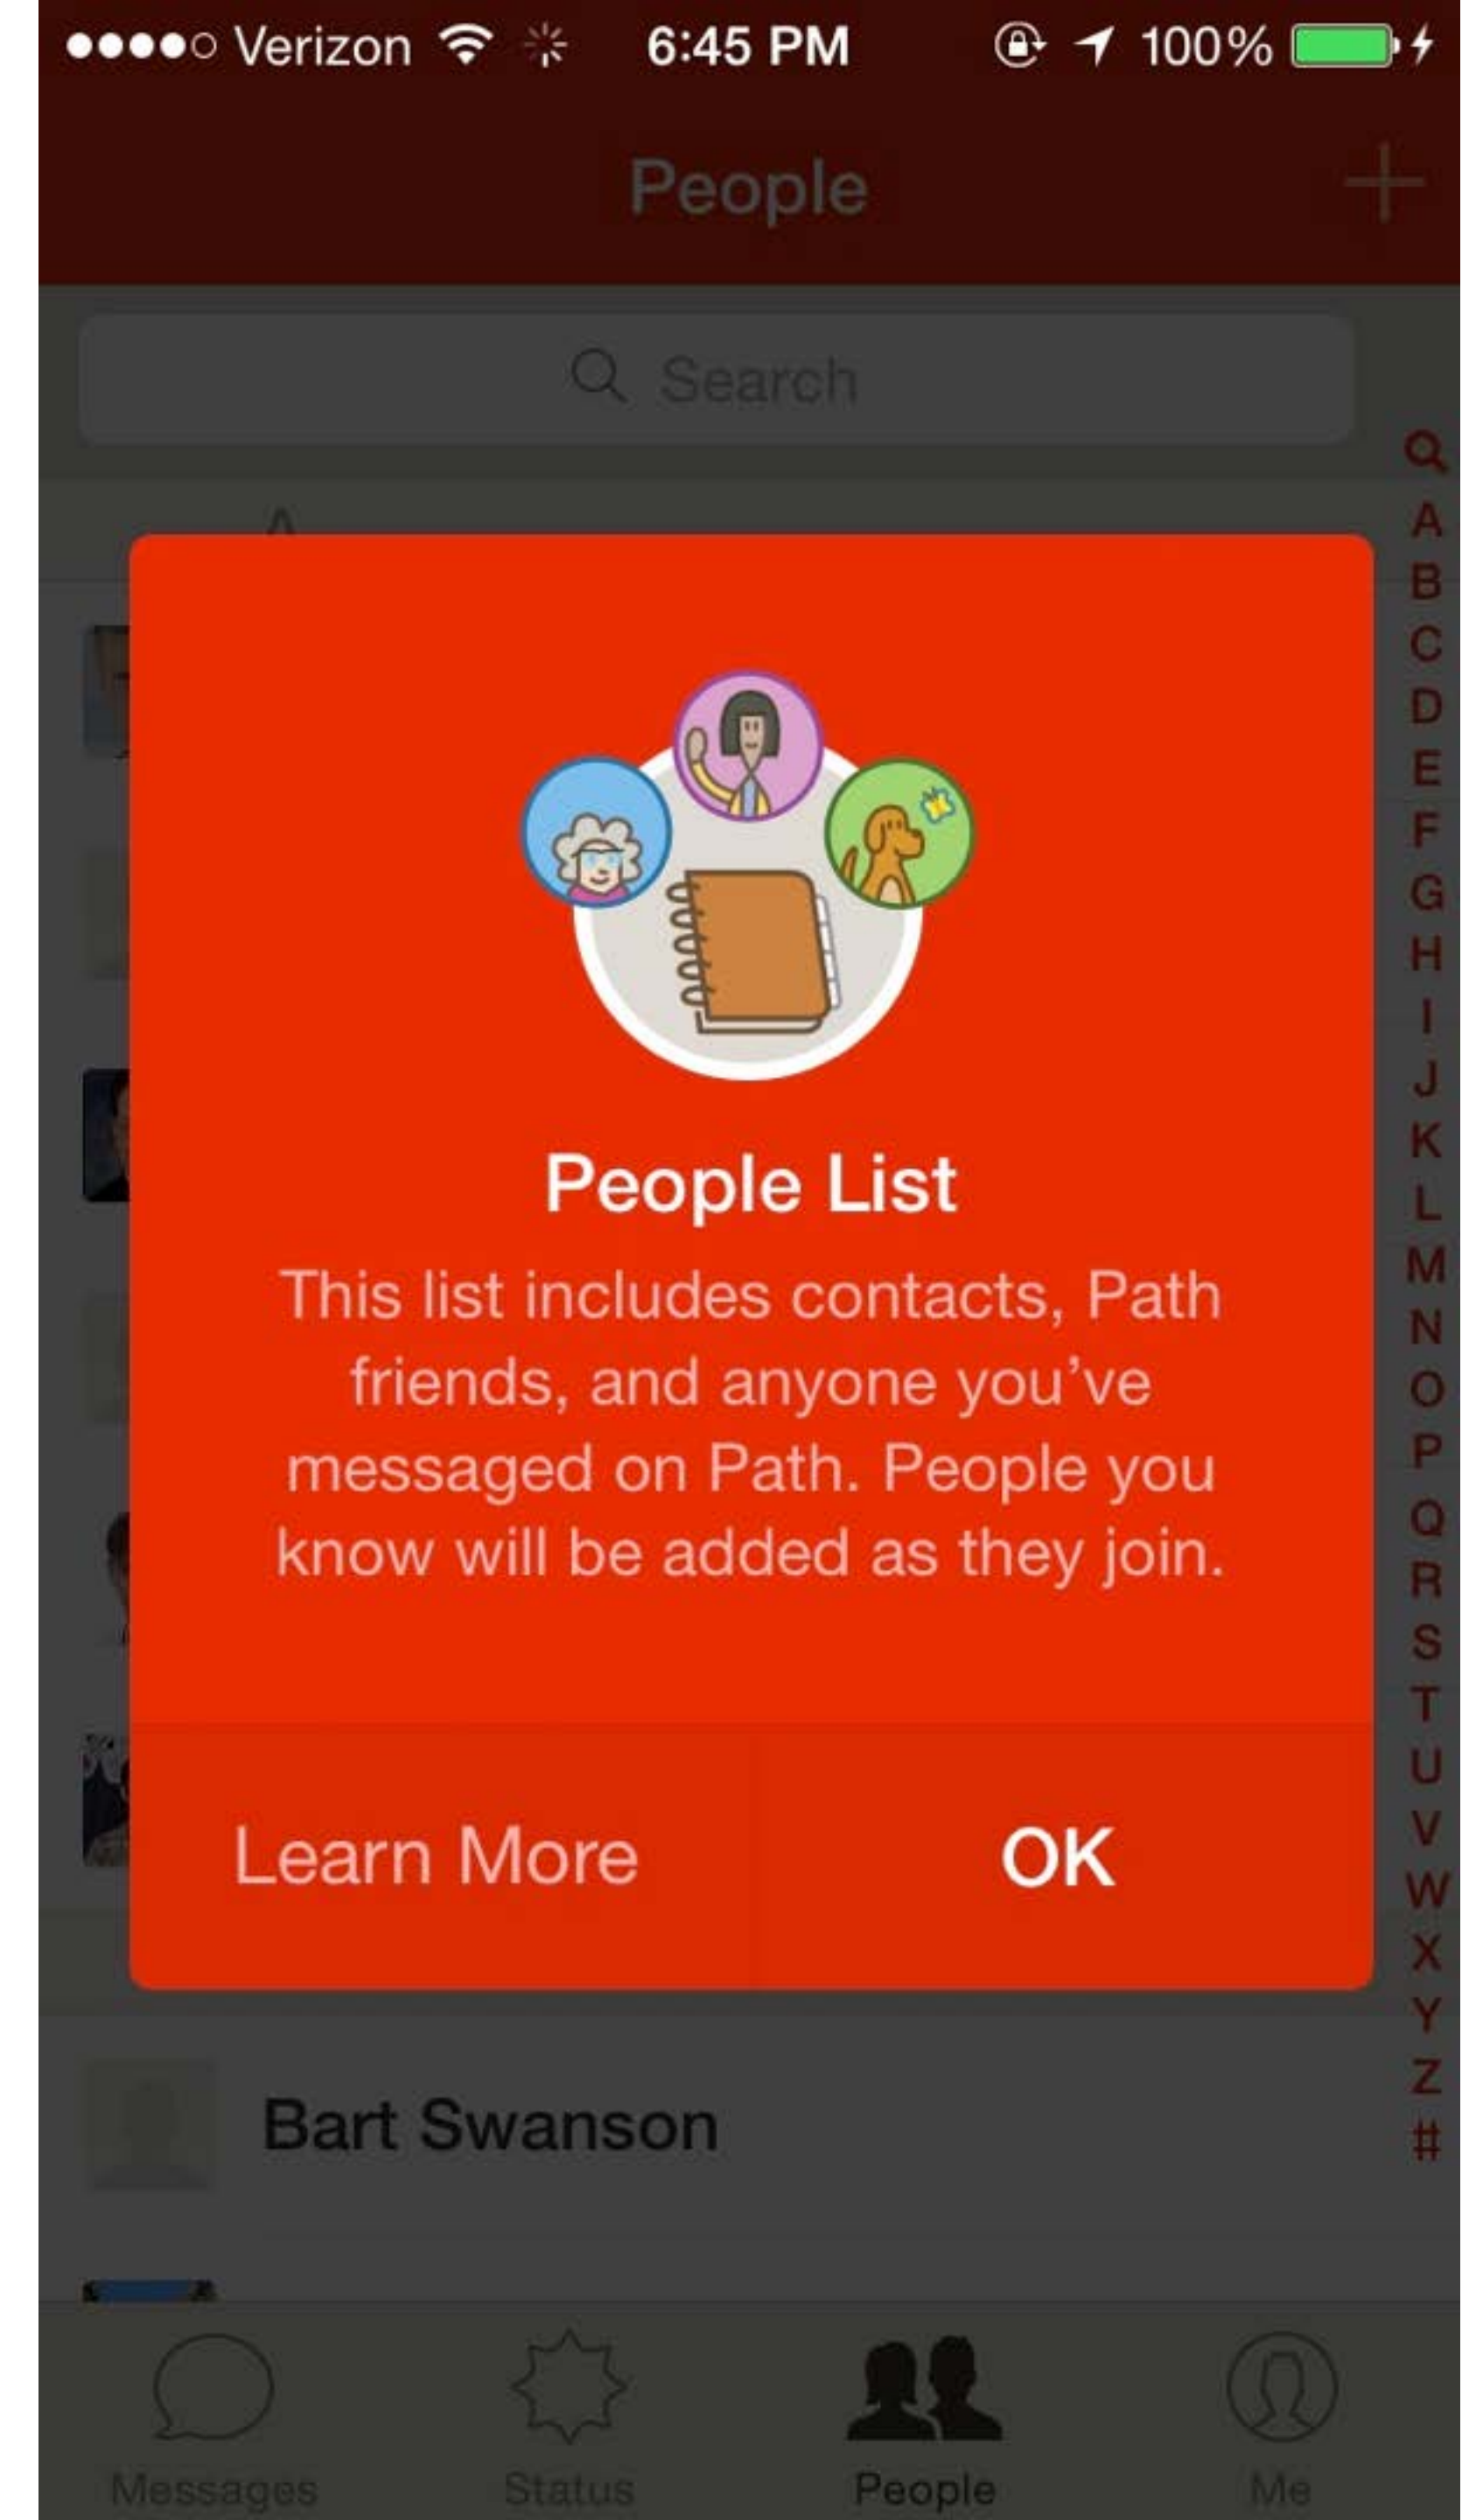 Verizon 6:45 PM 100%
People
Search
A
People List
This list includes contacts, Path
friends, and anyone you’ve
messaged on Path. People you
know will be added as they join.
Learn More OK
Bart Swanson
A
B
C
D
E
F
G
H
I
J
K
L
M
N
O
P
Q
R
S
T
U
V
W
X
Y
Z
#
Messages Status People Me